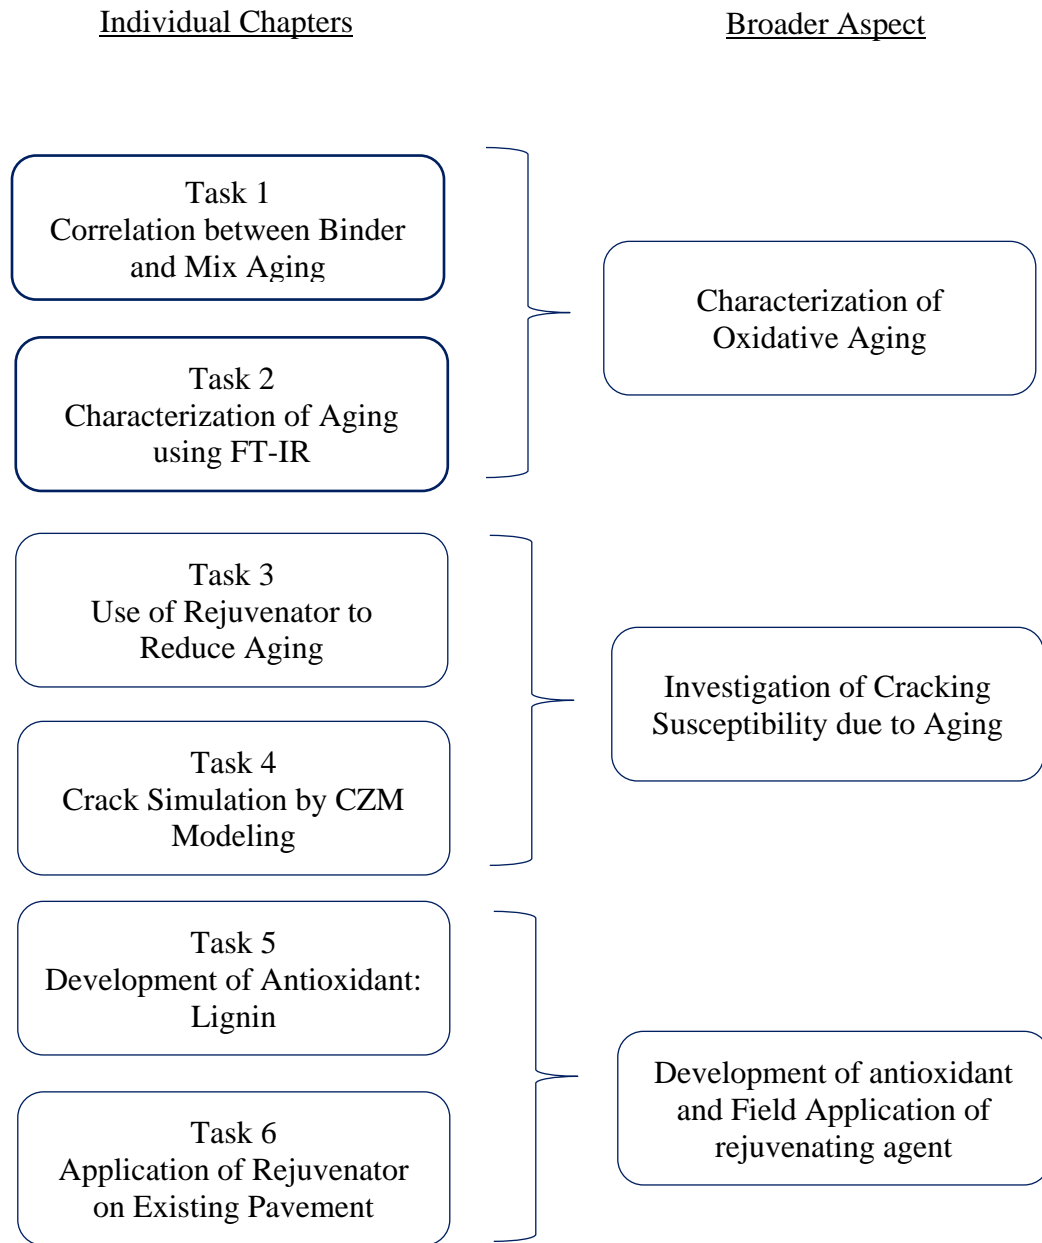 Individual Chapters
Broader Aspect
Task 1
Correlation between Binder
and Mix Aging
Task 2
Characterization of Aging
using FT-IR
Characterization of
Oxidative Aging
Task 3
Use of Rejuvenator to
Reduce Aging
Task 4
Crack Simulation by CZM
Modeling
Investigation of Cracking
Susceptibility due to Aging
Task 5
Development of Antioxidant:
Lignin
Task 6
Application of Rejuvenator
on Existing Pavement
Development of antioxidant
and Field Application of
rejuvenating agent